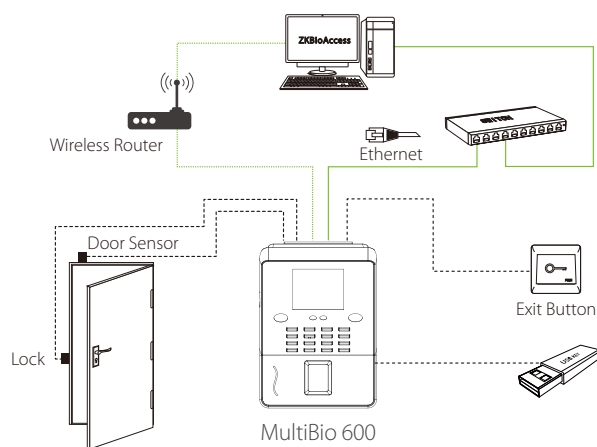 ZKBioAccess
Wireless Router
Ethernet
Door Sensor
Exit Button
Lock
MultiBio 600